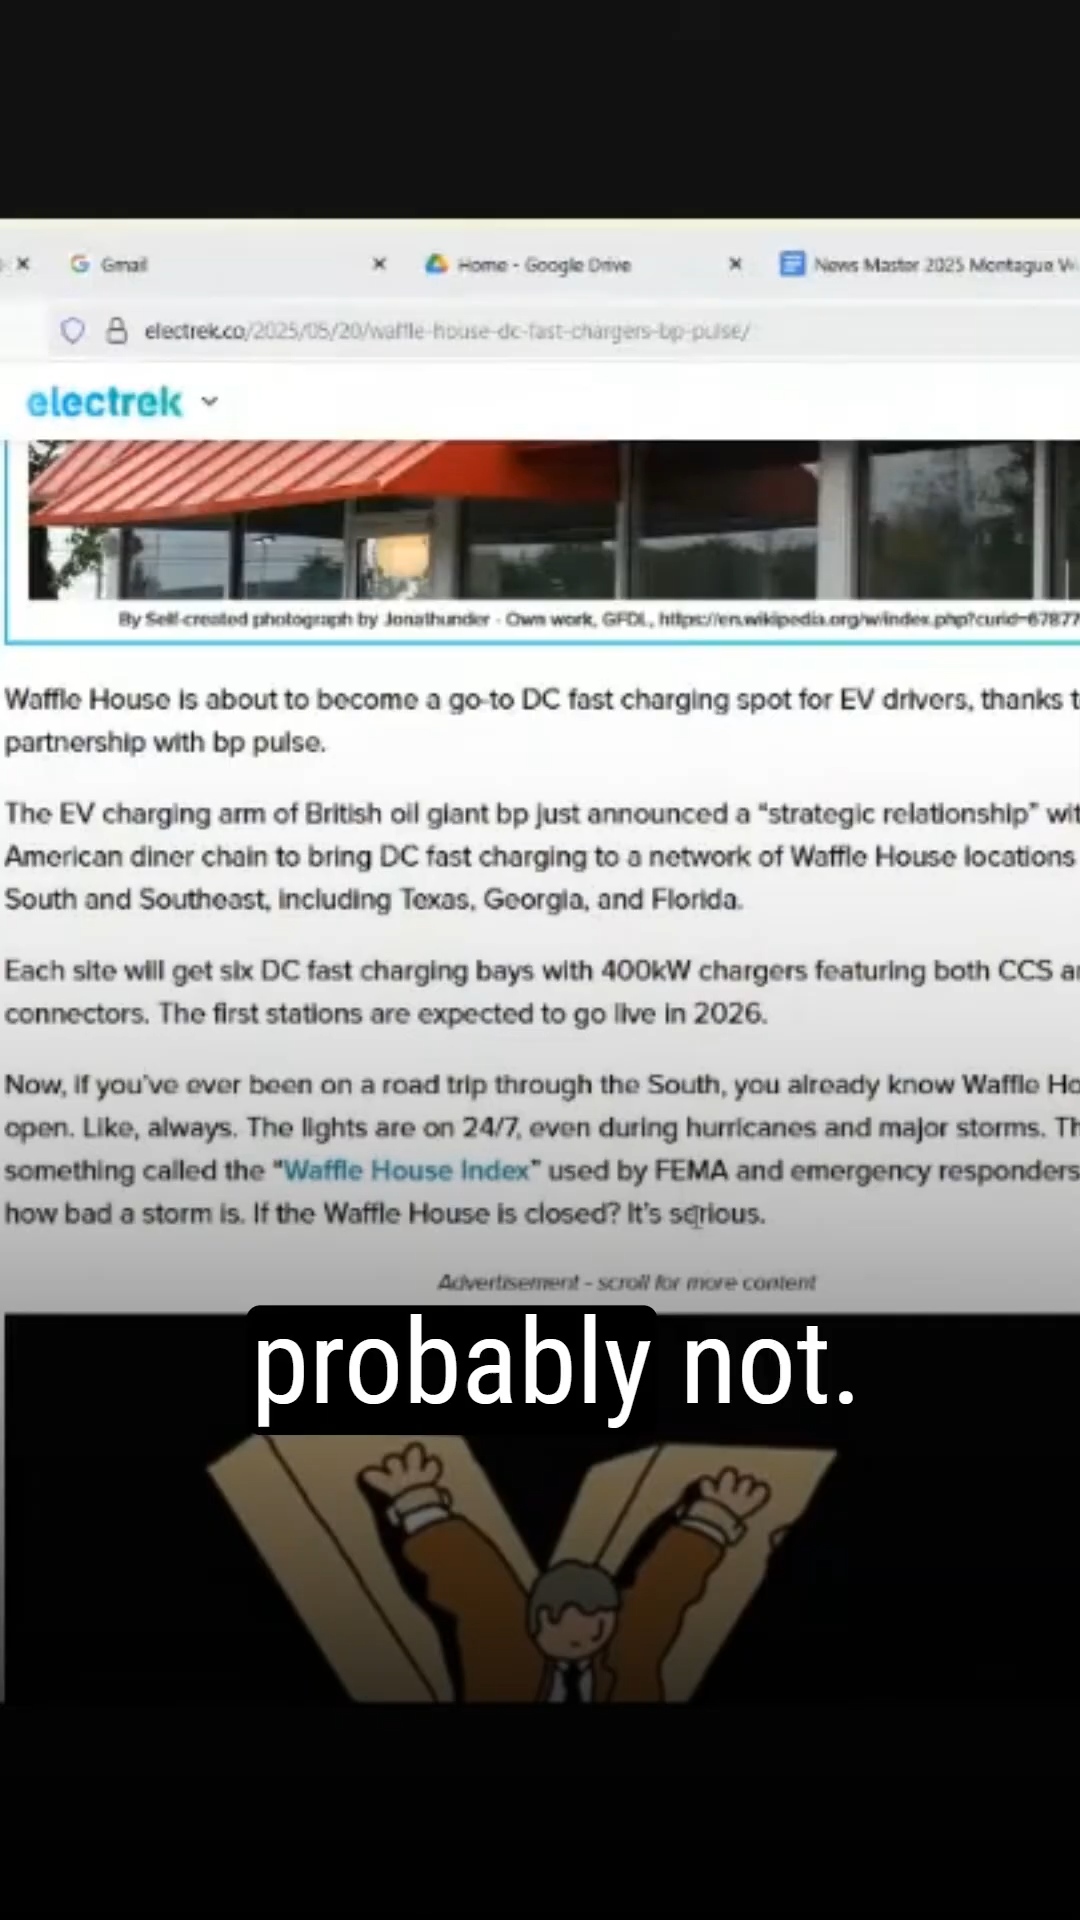 Gmail
Home - Google Drive
News Master 2025 Montague
electrek.co/2025/05/20/waffle-house-dc-fast-chargers-bp-pulse/
electrek
By Self-created photograph by Jonathunder - Own work, GFDL, https://en.wikipedia.org/w/index.php?curid=67877
Waffle House is about to become a go-to DC fast charging spot for EV drivers, thanks
partnership with bp pulse.
The EV charging arm of British oil giant bp just announced a “strategic relationship”
American diner chain to bring DC fast charging to a network of Waffle House locations
South and Southeast, including Texas, Georgia, and Florida.
Each site will get six DC fast charging bays with 400kW chargers featuring both CCS
connectors. The first stations are expected to go live in 2026.
Now, if you’ve ever been on a road trip through the South, you already know Waffle
open. Like, always. The lights are on 24/7, even during hurricanes and major storms.
something called the “Waffle House Index” used by FEMA and emergency responders
how bad a storm is. If the Waffle House is closed? It’s serious.
Advertisement - scroll for more content
probably not.